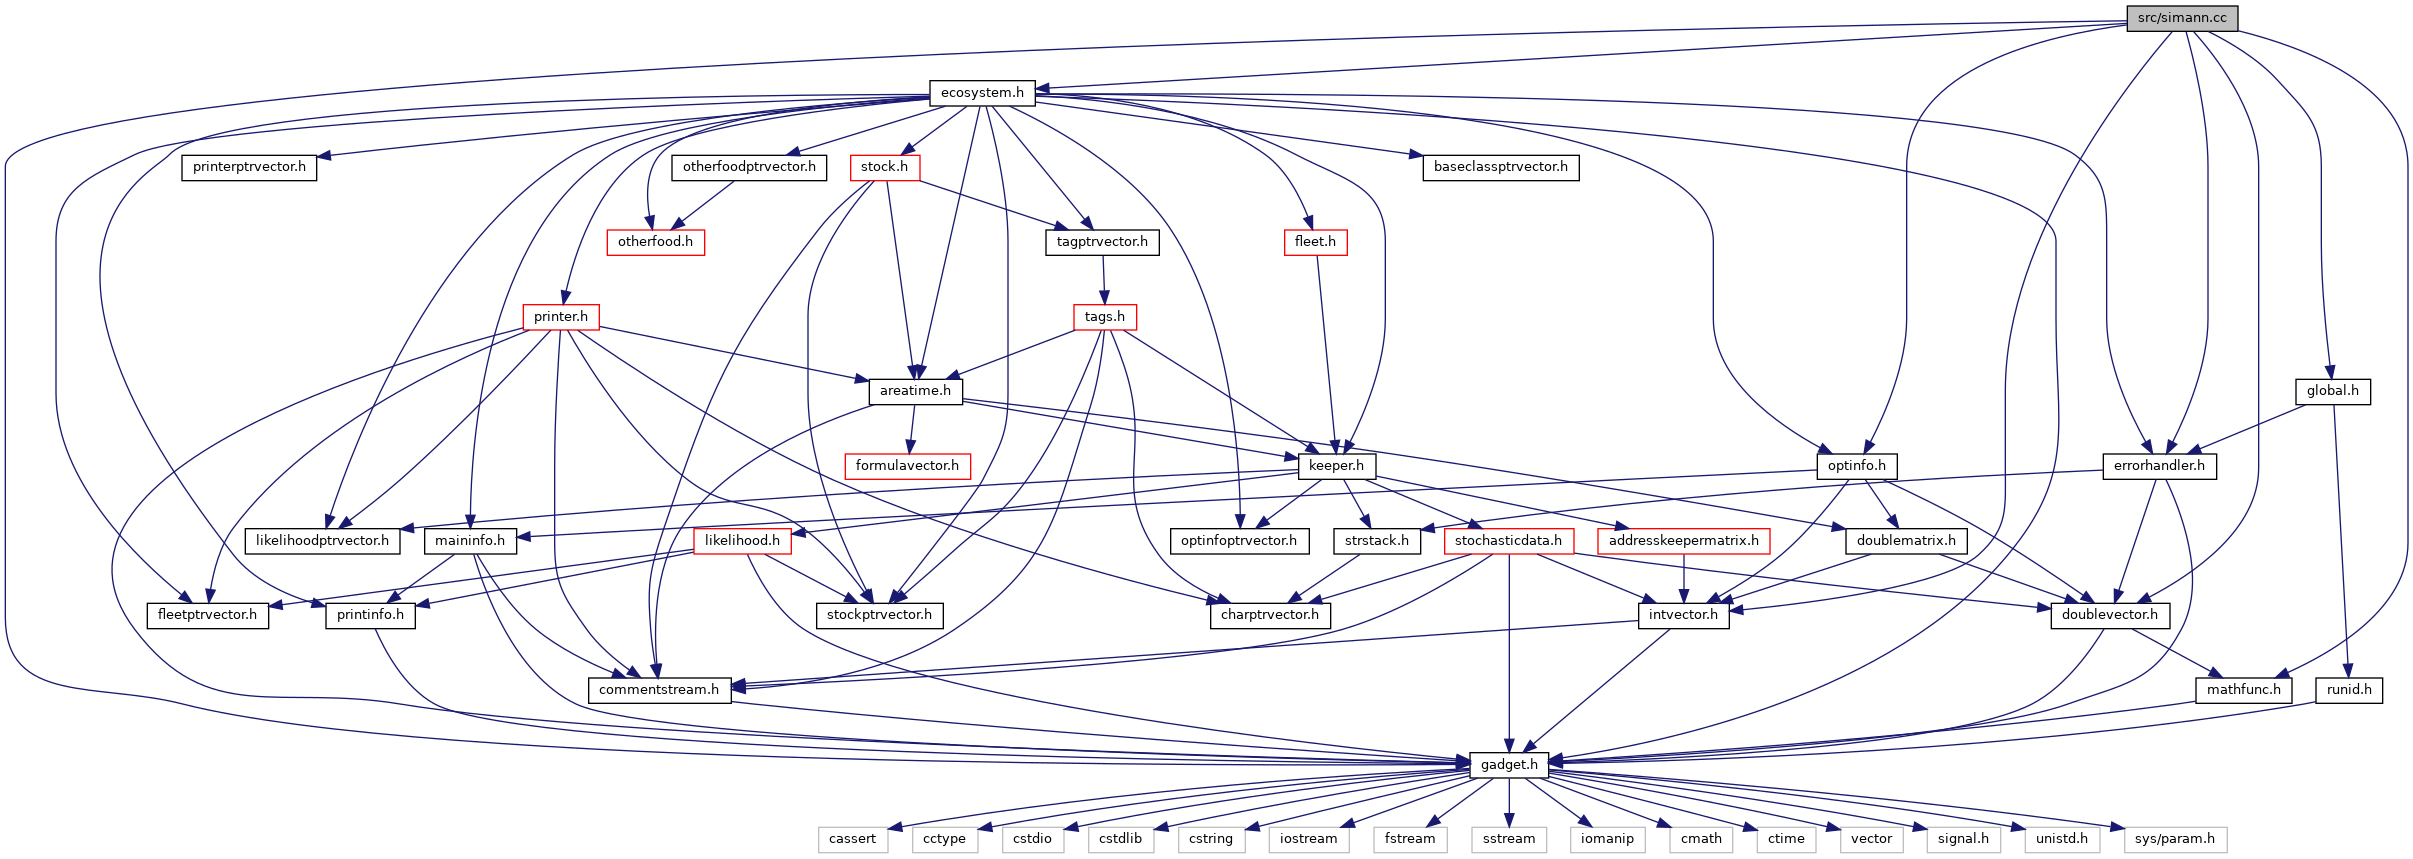 src/simann.cc
ecosystem.h
printerptrvector.h
otherfoodptrvector.h
stock.h
baseclassptrvector.h
otherfood.h
tagptrvector.h
fleet.h
printer.h
tags.h
areatime.h
global.h
formulavector.h
keeper.h
optinfo.h
errorhandler.h
likelihoodptrvector.h
maininfo.h
likelihood.h
optinfoptrvector.h
strstack.h
stochasticdata.h
addresskeepermatrix.h
doublematrix.h
fleetptrvector.h
printinfo.h
stockptrvector.h
charptrvector.h
intvector.h
doublevector.h
commentstream.h
mathfunc.h
runid.h
gadget.h
cassert
cctype
cstdio
cstdlib
cstring
iostream
fstream
sstream
iomanip
cmath
ctime
vector
signal.h
unistd.h
sys/param.h